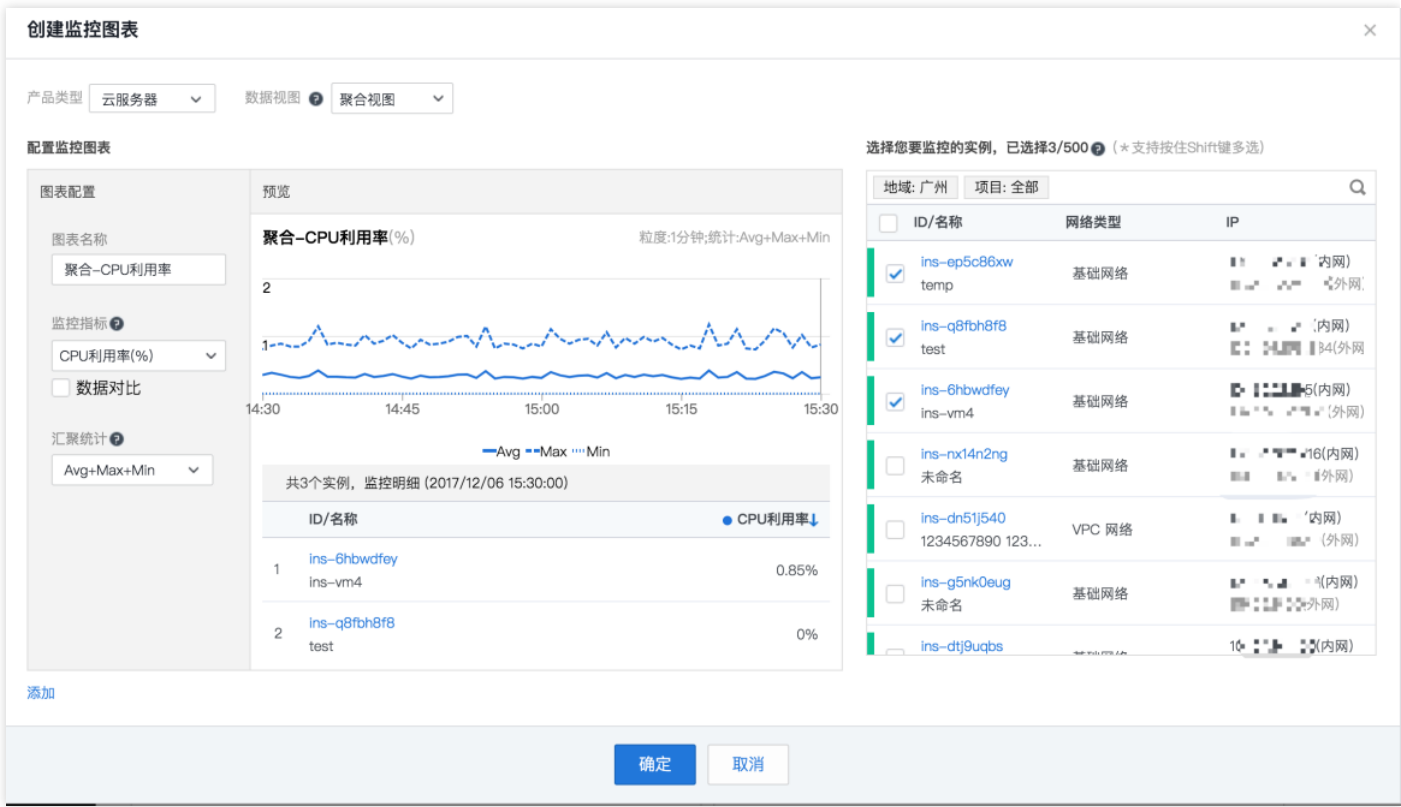 创建监控图表
产品类型 云服务器 数据视图 聚合视图
配置监控图表
选择您要监控的实例，已选择3/500 (*支持按住Shift键多选)
图表配置
图表名称
聚合-CPU利用率
监控指标
CPU利用率(%)
数据对比
汇聚统计
Avg+Max+Min
预览
聚合-CPU利用率(%) 粒度:1分钟;统计:Avg+Max+Min
2
1
14:30 14:45 15:00 15:15 15:30
Avg Max Min
共3个实例，监控明细 (2017/12/06 15:30:00)
ID/名称 CPU利用率↓
1 ins-6hbwdfey 0.85%
ins-vm4
2 ins-q8fbh8f8 0%
test
地域: 广州 项目: 全部
ID/名称 网络类型 IP
ins-ep5c86xw 基础网络 内网)
temp (外网)
ins-q8fbh8f8 基础网络 (内网)
test 34(外网
ins-6hbwdfey 基础网络 5(内网)
ins-vm4 (外网)
ins-nx14n2ng 基础网络 16(内网)
未命名 外网)
ins-dn51j540 VPC 网络 内网)
1234567890 123... (外网)
ins-g5nk0eug 基础网络 (内网)
未命名 外网)
ins-dtj9uqbs 基础网络 (内网)
添加
确定 取消